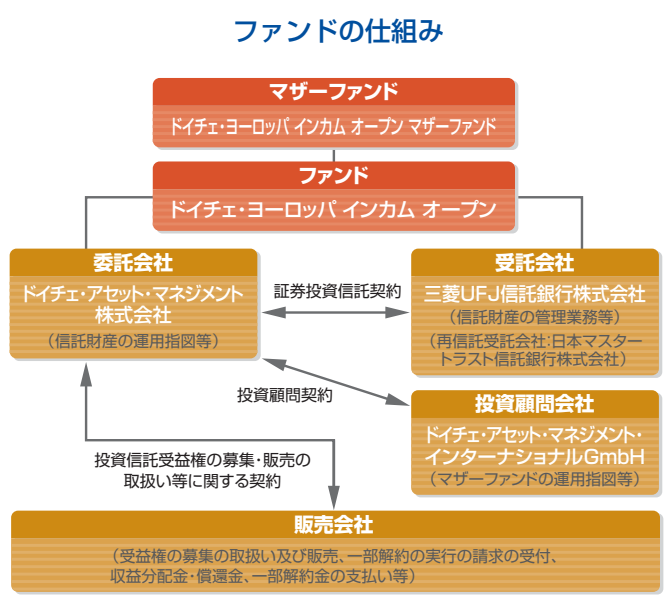 ファンドの仕組み
マザーファンド
ドイチェ・ヨーロッパ インカム オープン マザーファンド
ファンド
ドイチェ・ヨーロッパ インカム オープン
委託会社
ドイチェ・アセット・マネジメント
株式会社
（信託財産の運用指図等）
証券投資信託契約
受託会社
三菱UFJ信託銀行株式会社
（信託財産の管理業務等）
（再信託受託会社:日本マスター
トラスト信託銀行株式会社）
投資顧問契約
投資顧問会社
ドイチェ・アセット・マネジメント・
インターナショナルGmbH
（マザーファンドの運用指図等）
投資信託受益権の募集・販売の
取扱い等に関する契約
販売会社
（受益権の募集の取扱い及び販売、一部解約の実行の請求の受付、
収益分配金・償還金、一部解約金の支払い等）